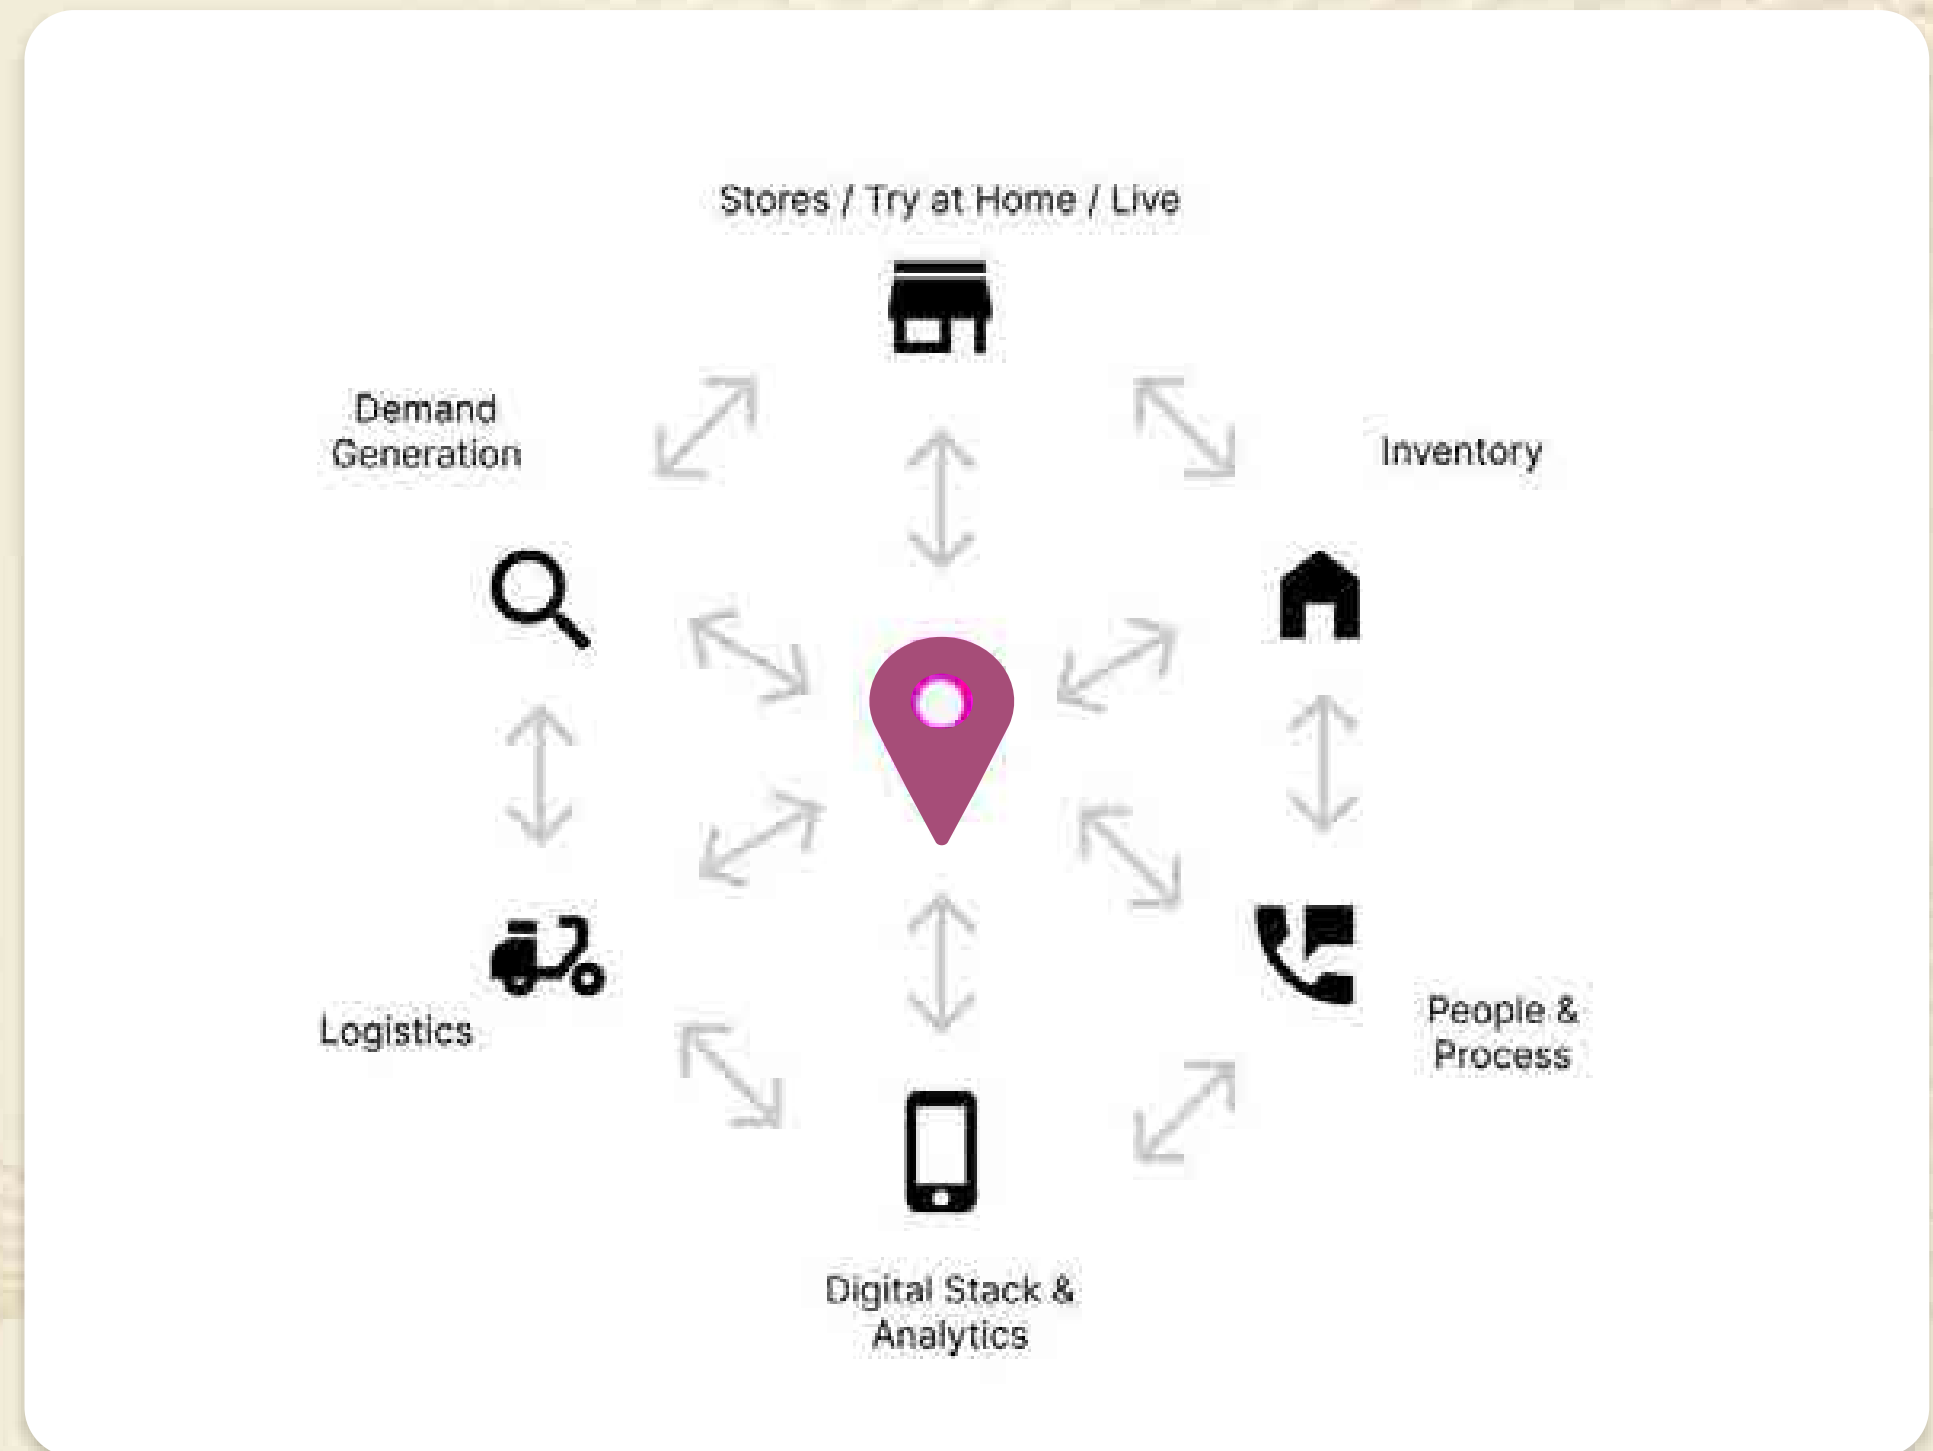 Stores / Try at Home / Live
Demand
Generation
Inventory
Logistics
People &
Process
Digital Stack &
Analytics